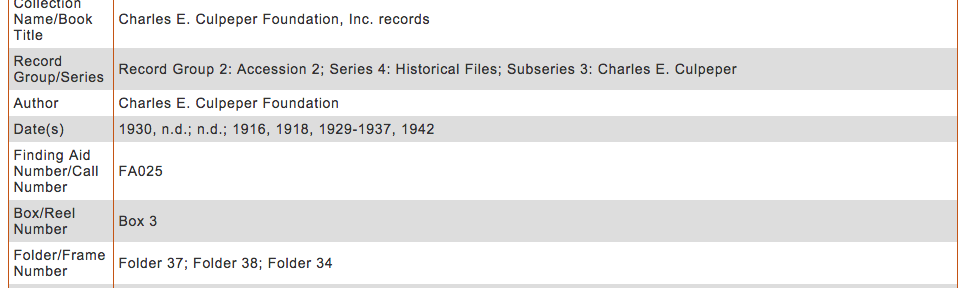 Collection
Name/Book
Title
Charles E. Culpeper Foundation, Inc. records
Record
Group/Series
Record Group 2: Accession 2; Series 4: Historical Files; Subseries 3: Charles E. Culpeper
Author
Charles E. Culpeper Foundation
Date(s)
1930, n.d.; n.d.; 1916, 1918, 1929-1937, 1942
Finding Aid
Number/Call
Number
FA025
Box/Reel
Number
Box 3
Folder/Frame
Number
Folder 37; Folder 38; Folder 34